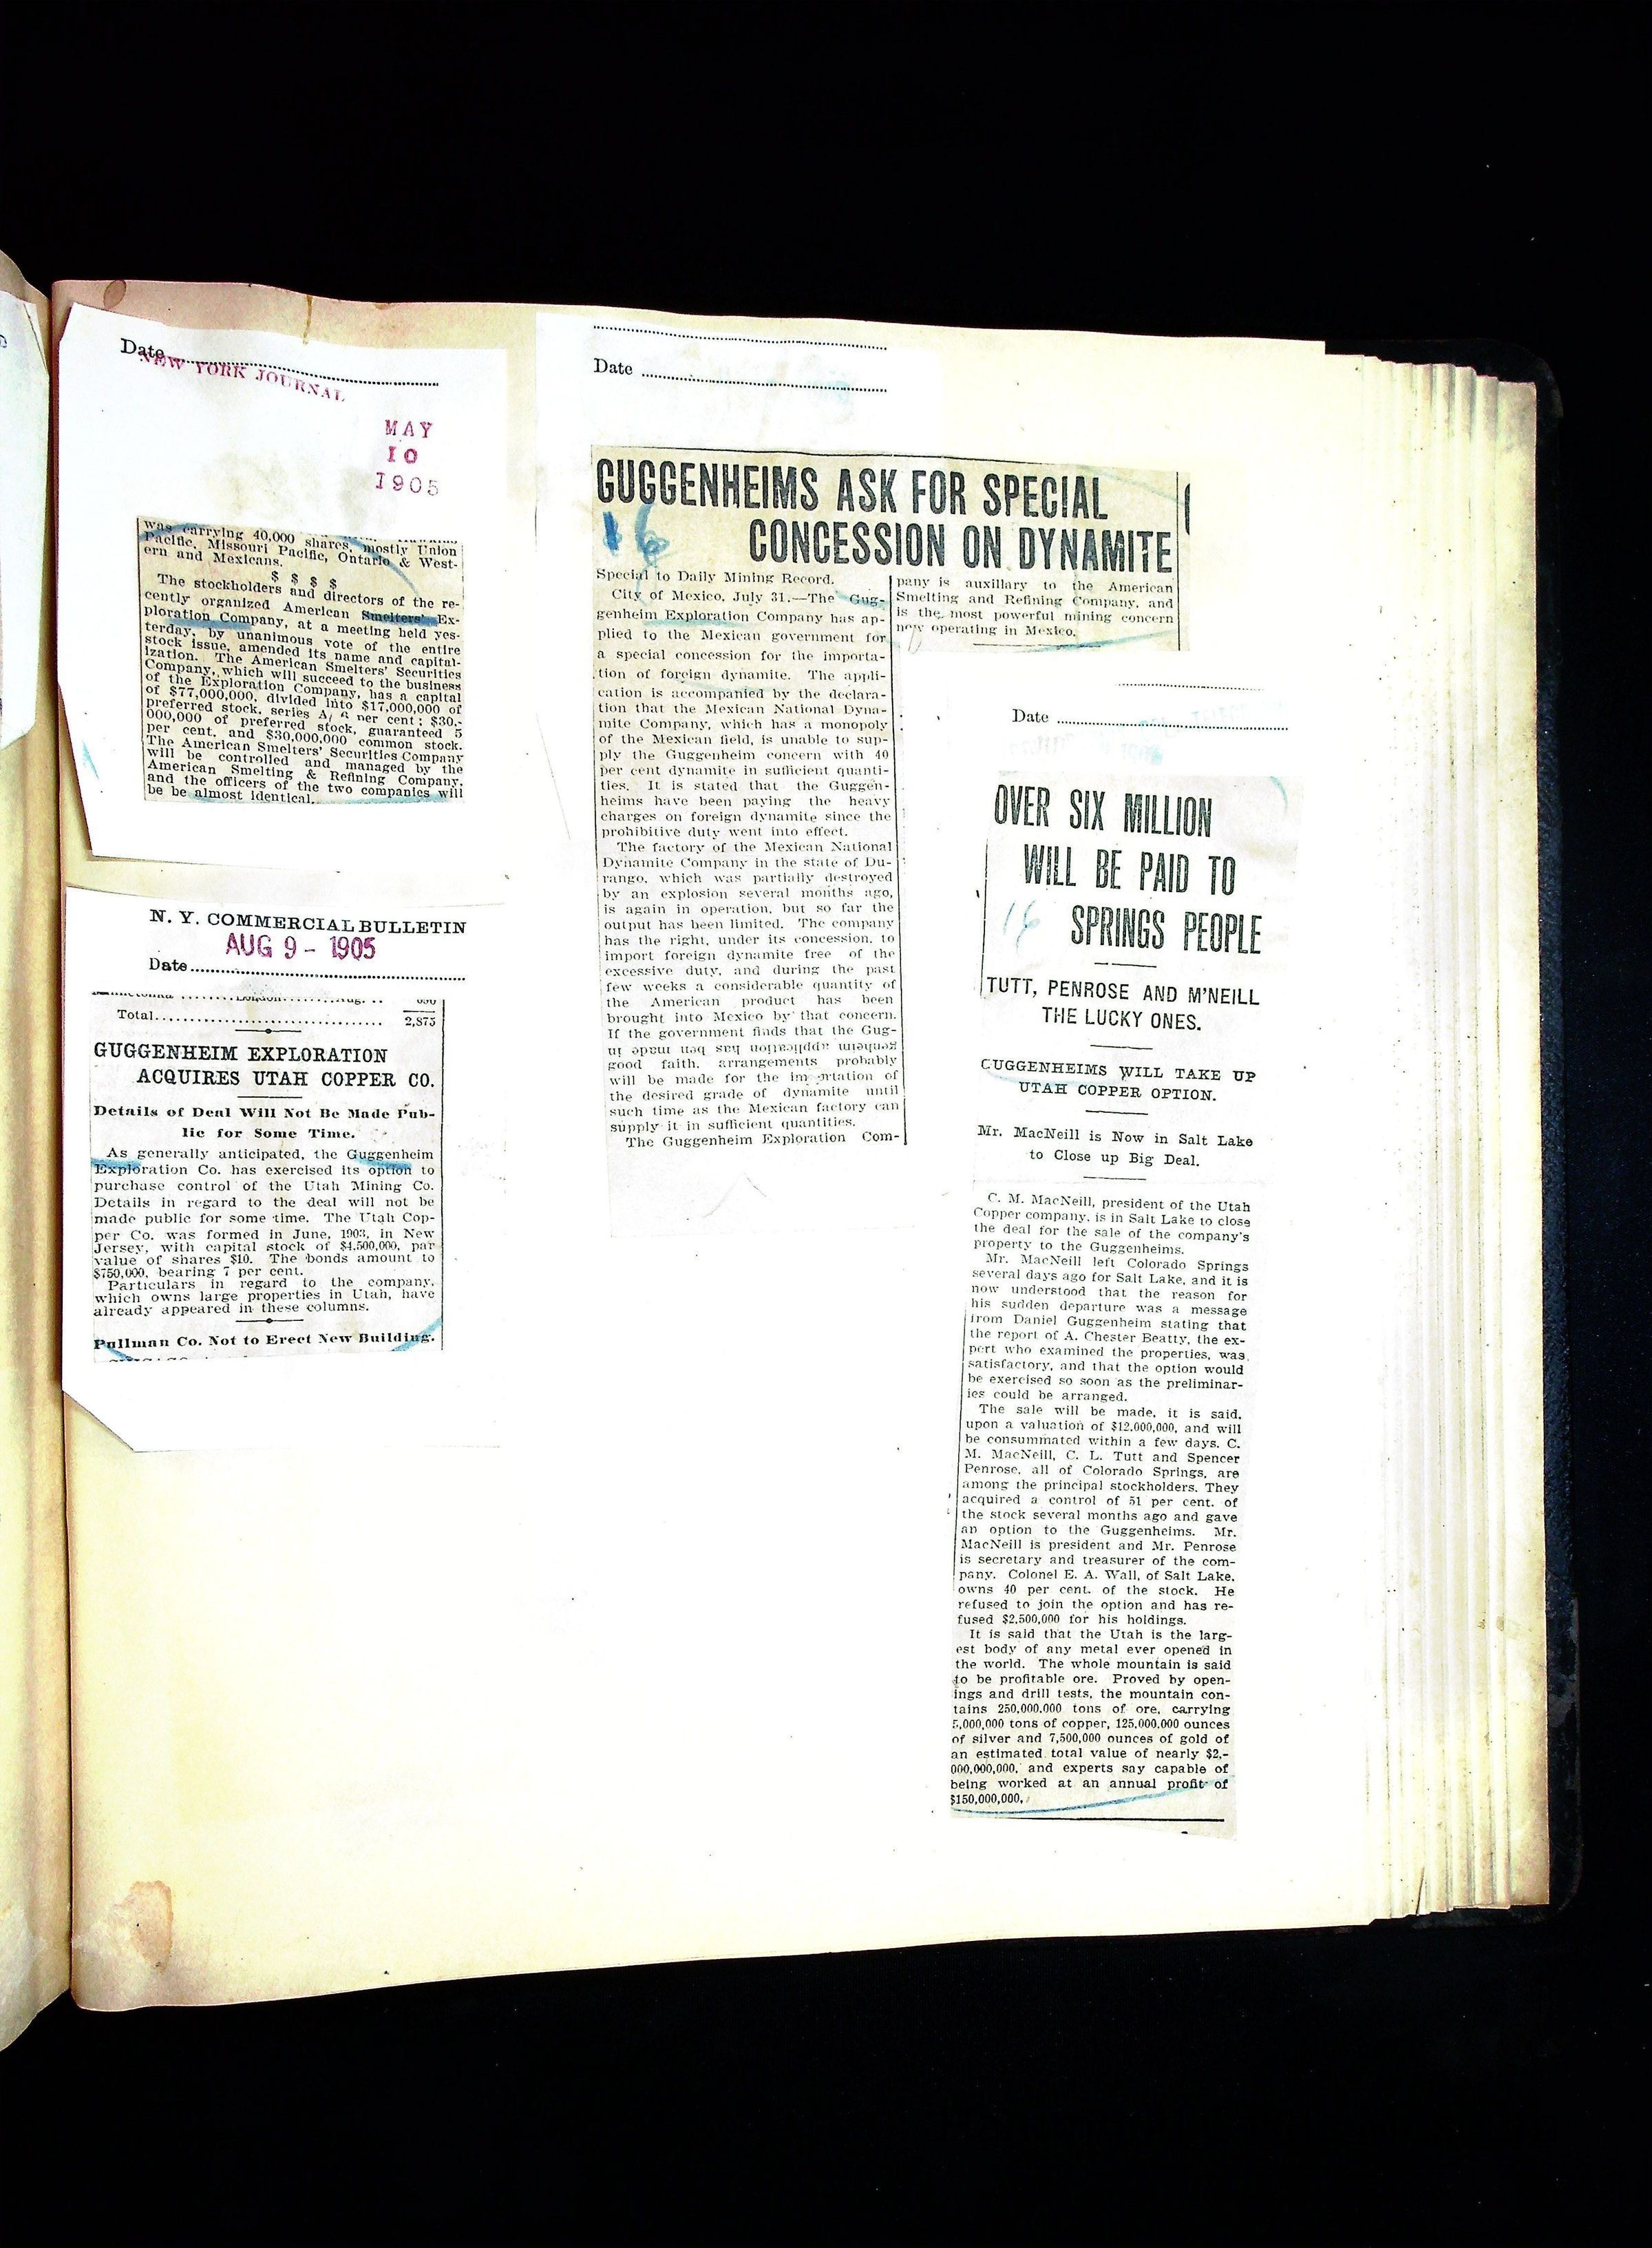 Date
NEW YORK JOURNAL
MAY
10
1905
was carrying 40,000 shares, mostly Union
Pacific, Missouri Pacific, Ontario & West-
ern and Mexicans.
$ $ $ $
The stockholders and directors of the re-
cently organized American Smelters' Ex-
ploration Company, at a meeting held yes-
terday, by unanimous vote of the entire
stock issue, amended its name and capital-
ization. The American Smelters' Securities
Company, which will succeed to the business
of the Exploration Company, has a capital
of $77,000,000, divided into $17,000,000 of
preferred stock, series A, 6 per cent; $30,-
000,000 of preferred stock, guaranteed 5
per cent, and $30,000,000 common stock.
The American Smelters' Securities Company
will be controlled and managed by the
American Smelting & Refining Company,
and the officers of the two companies will
be be almost identical.
N. Y. COMMERCIAL BULLETIN
AUG 9 - 1905
Date
Total 2,875
GUGGENHEIM EXPLORATION
ACQUIRES UTAH COPPER CO.
Details of Deal Will Not Be Made Pub-
lic for Some Time.
As generally anticipated, the Guggenheim
Exploration Co. has exercised its option to
purchase control of the Utah Mining Co.
Details in regard to the deal will not be
made public for some time. The Utah Cop-
per Co. was formed in June, 1903, in New
Jersey, with capital stock of $4,500,000, par
value of shares $10. The bonds amount to
$750,000, bearing 7 per cent.
Particulars in regard to the company,
which owns large properties in Utah, have
already appeared in these columns.
Pullman Co. Not to Erect New Building.
Date
GUGGENHEIMS ASK FOR SPECIAL
CONCESSION ON DYNAMITE
16
Special to Daily Mining Record.
City of Mexico, July 31.—The Gug-
genheim Exploration Company has ap-
plied to the Mexican government for
a special concession for the importa-
tion of foreign dynamite. The appli-
cation is accompanied by the declara-
tion that the Mexican National Dyna-
mite Company, which has a monopoly
of the Mexican field, is unable to sup-
ply the Guggenheim concern with 40
per cent dynamite in sufficient quanti-
ties. It is stated that the Guggen-
heims have been paying the heavy
charges on foreign dynamite since the
prohibitive duty went into effect.
The factory of the Mexican National
Dynamite Company in the state of Du-
rango, which was partially destroyed
by an explosion several months ago,
is again in operation, but so far the
output has been limited. The company
has the right, under its concession, to
import foreign dynamite free of the
excessive duty, and during the past
few weeks a considerable quantity of
the American product has been
brought into Mexico by that concern.
If the government finds that the Gug-
genheim application has ben made in
good faith, arrangements probably
will be made for the importation of
the desired grade of dynamite until
such time as the Mexican factory can
supply it in sufficient quantities.
The Guggenheim Exploration Com-
pany is auxillary to the American
Smelting and Refining Company, and
is the most powerful mining concern
now operating in Mexico.
Date
OVER SIX MILLION
WILL BE PAID TO
SPRINGS PEOPLE
16
TUTT, PENROSE AND M'NEILL
THE LUCKY ONES.
GUGGENHEIMS WILL TAKE UP
UTAH COPPER OPTION.
Mr. MacNeill is Now in Salt Lake
to Close up Big Deal.
C. M. MacNeill, president of the Utah
Copper company, is in Salt Lake to close
the deal for the sale of the company's
property to the Guggenheims.
Mr. MacNeill left Colorado Springs
several days ago for Salt Lake, and it is
now understood that the reason for
his sudden departure was a message
from Daniel Guggenheim stating that
the report of A. Chester Beatty, the ex-
pert who examined the properties, was
satisfactory, and that the option would
be exercised so soon as the preliminar-
ies could be arranged.
The sale will be made, it is said,
upon a valuation of $12,000,000, and will
be consummated within a few days. C.
M. MacNeill, C. L. Tutt and Spencer
Penrose, all of Colorado Springs, are
among the principal stockholders. They
acquired a control of 51 per cent. of
the stock several months ago and gave
an option to the Guggenheims. Mr.
MacNeill is president and Mr. Penrose
is secretary and treasurer of the com-
pany. Colonel E. A. Wall, of Salt Lake,
owns 40 per cent. of the stock. He
refused to join the option and has re-
fused $2,500,000 for his holdings.
It is said that the Utah is the larg-
est body of any metal ever opened in
the world. The whole mountain is said
to be profitable ore. Proved by open-
ings and drill tests, the mountain con-
tains 250,000,000 tons of ore, carrying
5,000,000 tons of copper, 125,000,000 ounces
of silver and 7,500,000 ounces of gold of
an estimated total value of nearly $2,-
000,000,000, and experts say capable of
being worked at an annual profit of
$150,000,000.